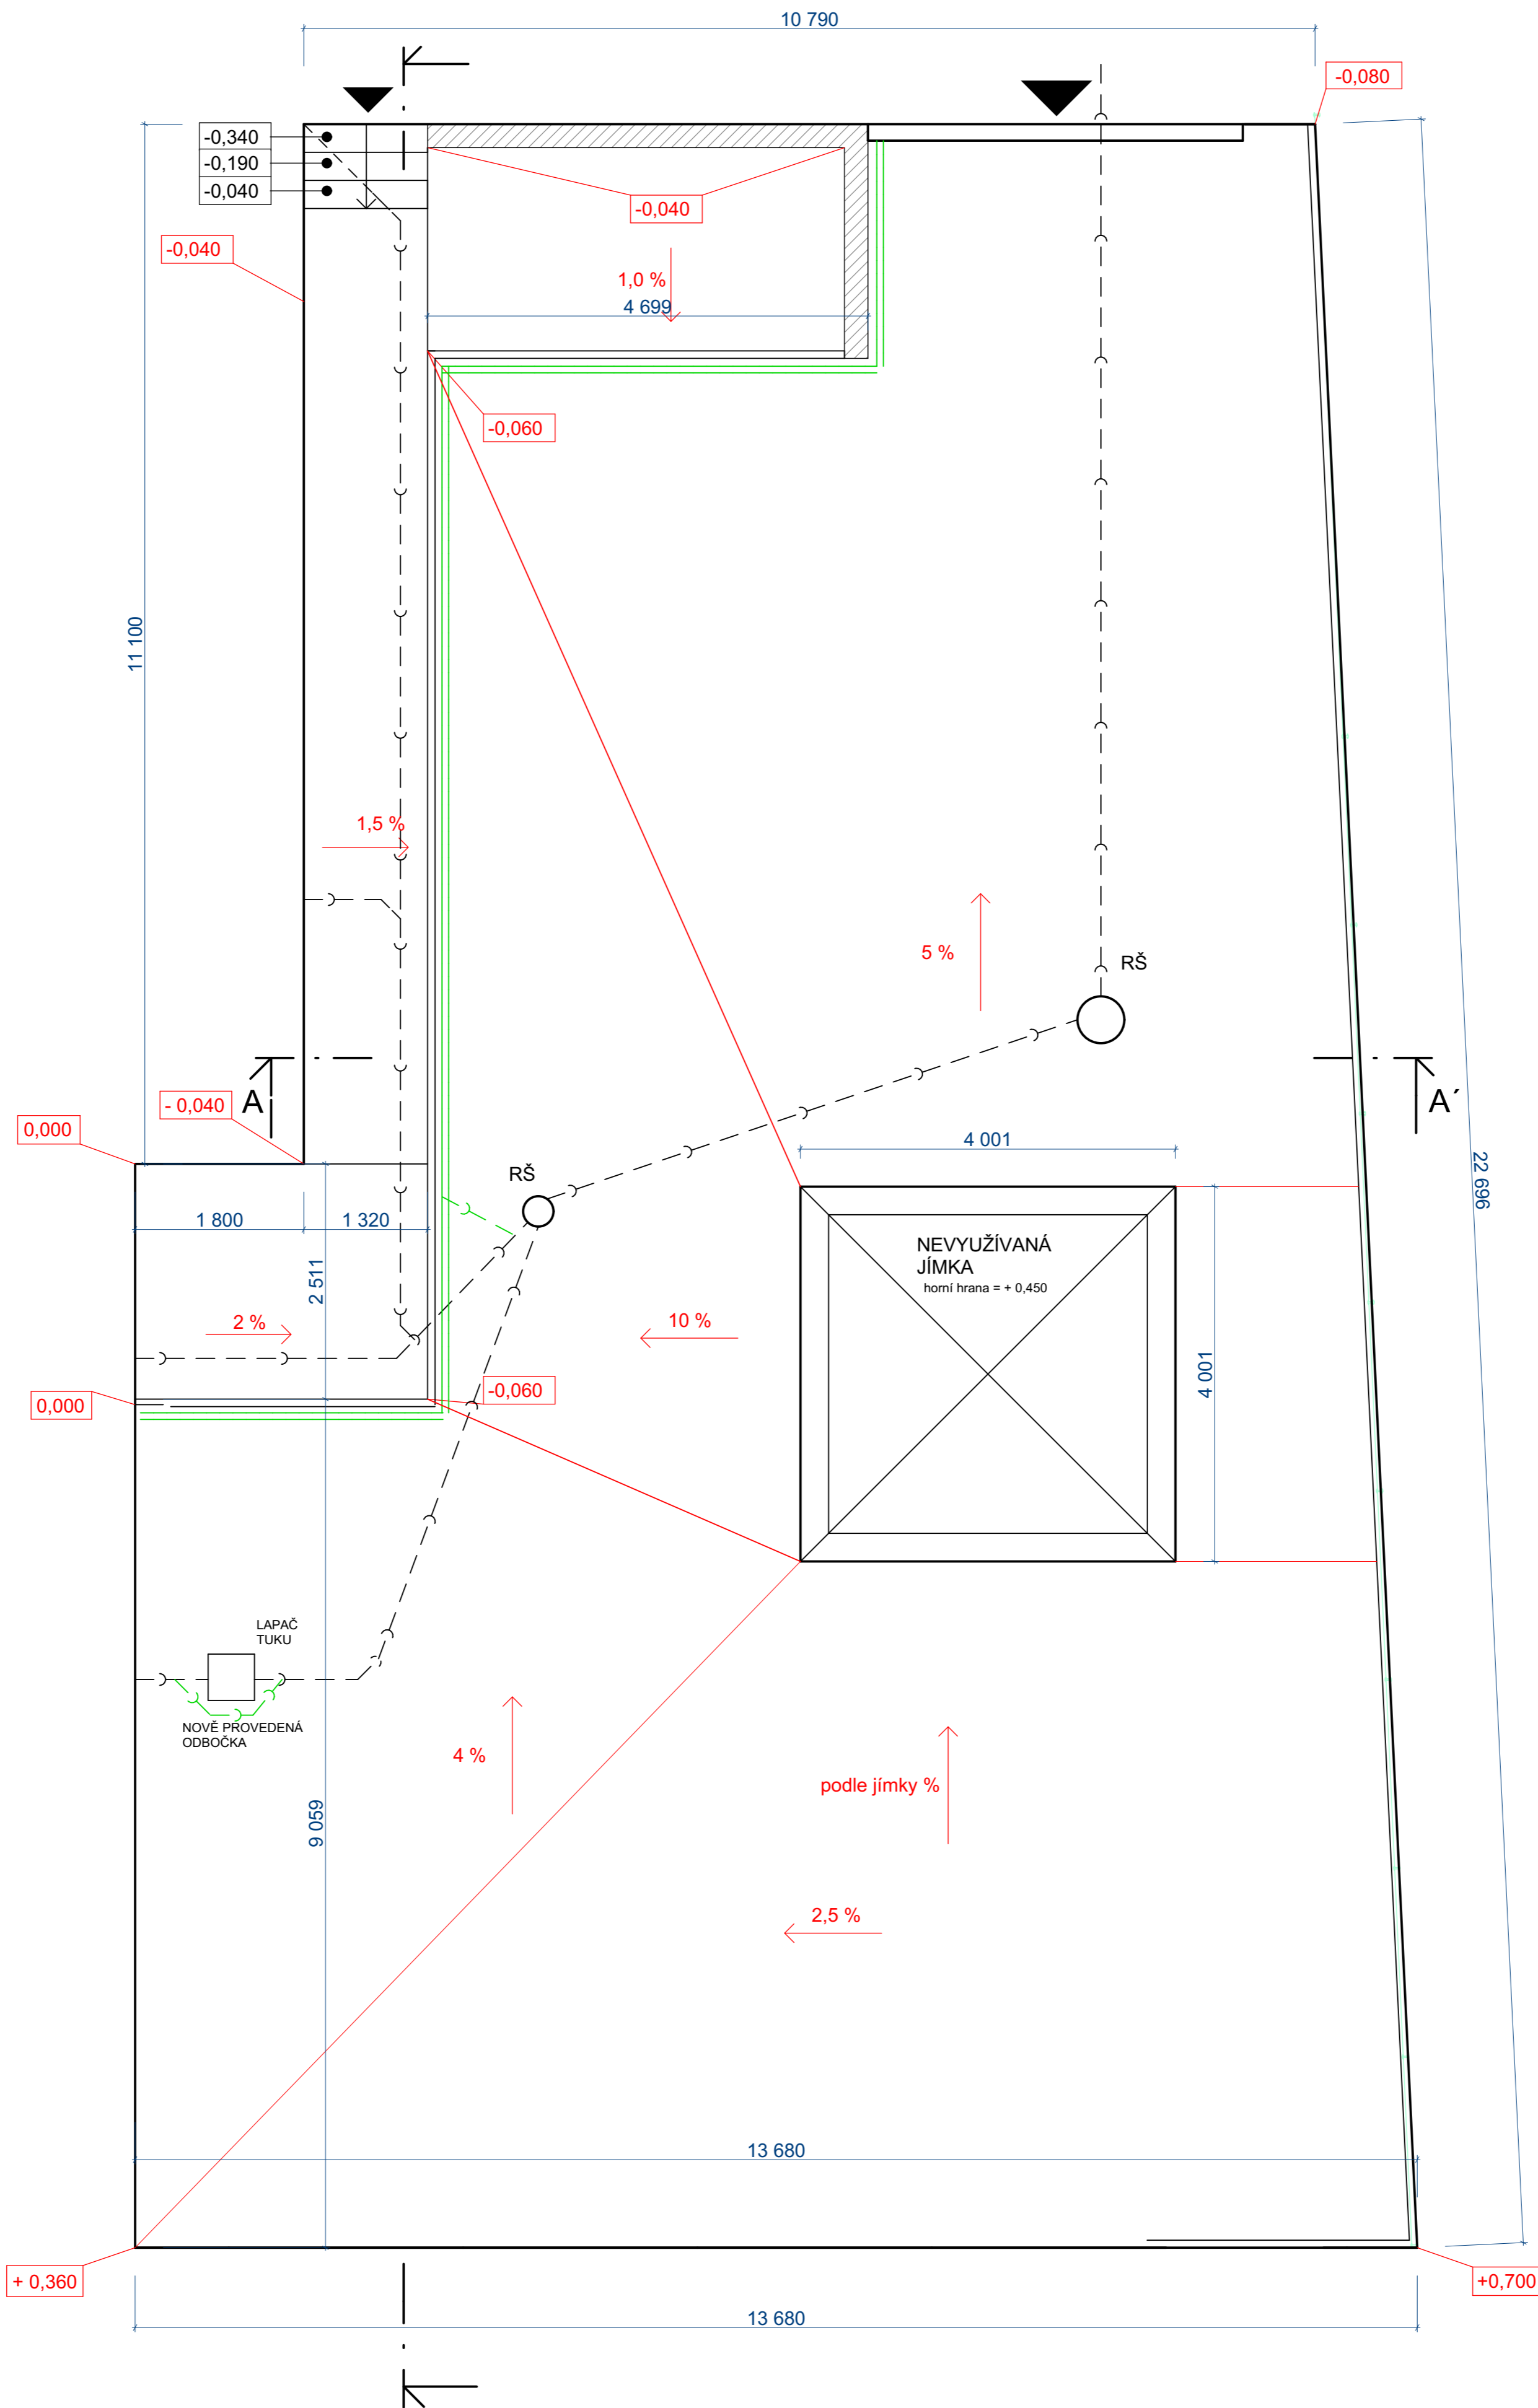 10 790
-0,080
-0,340
-0,190
-0,040
-0,040
-0,040
1,0 %
4 699
-0,060
11 100
1,5 %
5 %
RŠ
A
A´
- 0,040
0,000
4 001
22 696
RŠ
1 800
1 320
NEVYUŽÍVANÁ
JÍMKA
horní hrana = + 0,450
2 511
2 %
10 %
4 001
-0,060
0,000
LAPAČ
TUKU
NOVĚ PROVEDENÁ
ODBOČKA
4 %
podle jímky %
9 059
2,5 %
13 680
+ 0,360
+0,700
13 680